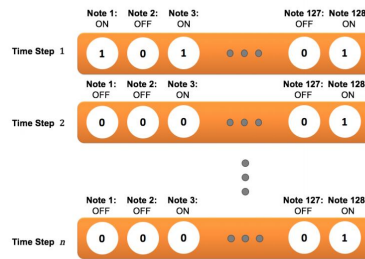 Note 1: Note 2: Note 3: Note 127: Note 128
ON OFF ON OFF ON
Time Step 1 1 0 1 0 1
Note 1: Note 2: Note 3: Note 127: Note 128
OFF OFF ON OFF ON
Time Step 2 0 0 0 0 1
Note 1: Note 2: Note 3: Note 127: Note 128
OFF OFF ON OFF ON
Time Step n 0 0 0 0 1